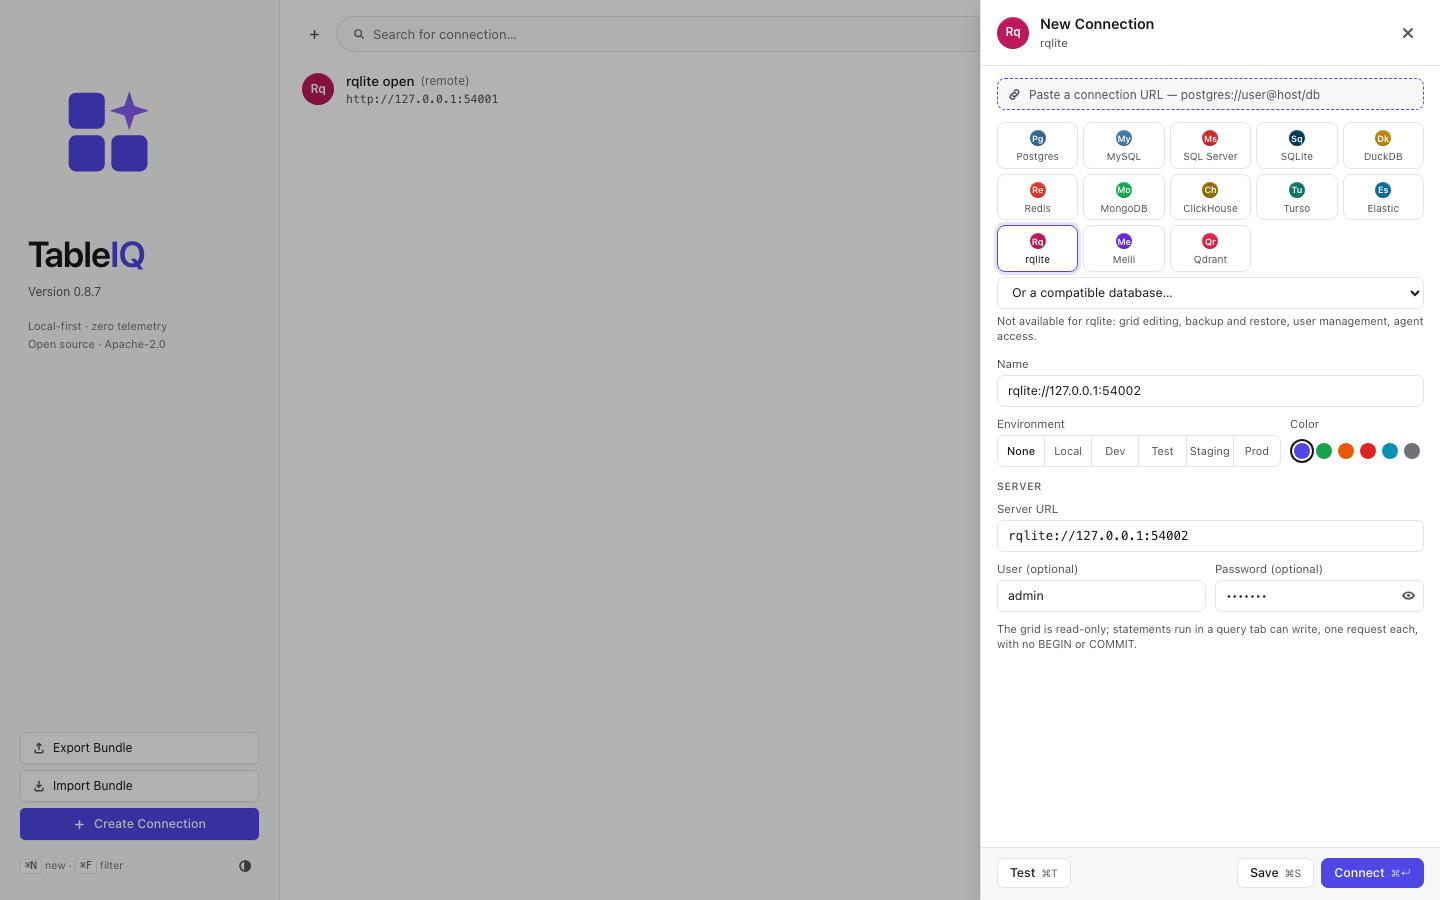 TableIQ
Version 0.8.7
Local-first · zero telemetry
Open source · Apache-2.0
Export Bundle
Import Bundle
Create Connection
⌘N new · ⌘F filter
Search for connection...
Rq
rqlite open (remote)
http://127.0.0.1:54001
Rq
New Connection
rqlite
Paste a connection URL — postgres://user@host/db
Pg
Postgres
My
MySQL
Ms
SQL Server
Sq
SQLite
Dk
DuckDB
Re
Redis
Mo
MongoDB
Ch
ClickHouse
Tu
Turso
Es
Elastic
Rq
rqlite
Me
Meili
Qr
Qdrant
Or a compatible database...
Not available for rqlite: grid editing, backup and restore, user management, agent
access.
Name
rqlite://127.0.0.1:54002
Environment
None Local Dev Test Staging Prod
Color
SERVER
Server URL
rqlite://127.0.0.1:54002
User (optional)
admin
Password (optional)
•••••••
The grid is read-only; statements run in a query tab can write, one request each,
with no BEGIN or COMMIT.
Test ⌘T
Save ⌘S
Connect ⌘↵